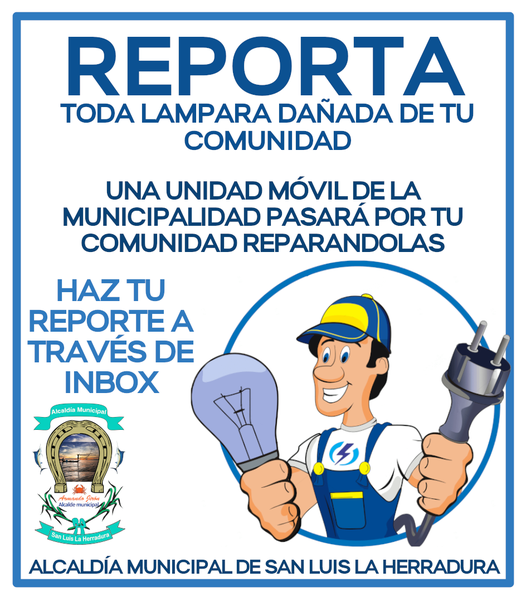 REPORTA
TODA LAMPARA DAÑADA DE TU
COMUNIDAD
UNA UNIDAD MÓVIL DE LA
MUNICIPALIDAD PASARÁ POR TU
COMUNIDAD REPARANDOLAS
HAZ TU
REPORTE A
TRAVÉS DE
INBOX
Alcaldía Municipal
Armando Jirón
Alcalde municipal
San Luis La Herradura
ALCALDÍA MUNICIPAL DE SAN LUIS LA HERRADURA